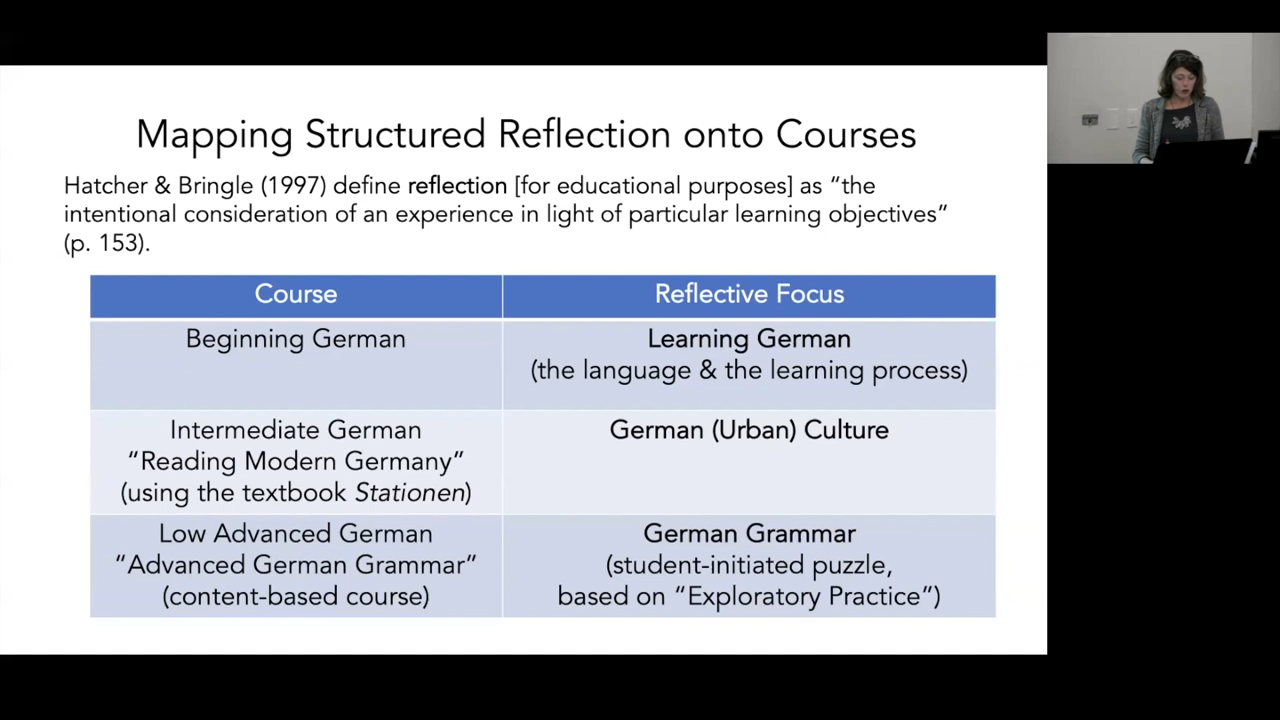 Mapping Structured Reflection onto Courses
Hatcher & Bringle (1997) define reflection [for educational purposes] as “the
intentional consideration of an experience in light of particular learning objectives”
(p. 153).
Course
Reflective Focus
Beginning German
Learning German
(the language & the learning process)
Intermediate German
“Reading Modern Germany”
(using the textbook Stationen)
German (Urban) Culture
Low Advanced German
“Advanced German Grammar”
(content-based course)
German Grammar
(student-initiated puzzle,
based on “Exploratory Practice”)